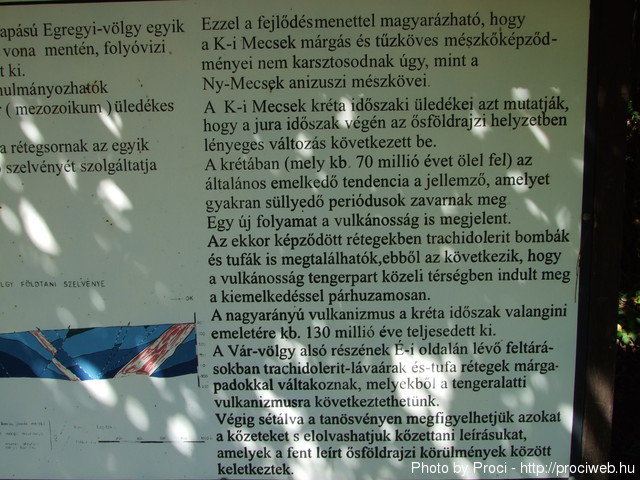 apású Egregyi-völgy egyik
vona mentén, folyóvizi
t ki.
nulmányozhatók
( mezozoikum ) üledékes
a rétegsornak az egyik
szelvényét szolgáltatja
LGY FÖLDTANI SZELVÉNYE
DK
Ezzel a fejlődésmenettel magyarázható, hogy
a K-i Mecsek márgás és tűzköves mészkőképződ-
ményei nem karsztosodnak úgy, mint a
Ny-Mecsek anizuszi mészkövei.
A K-i Mecsek kréta időszaki üledékei azt mutatják,
hogy a jura időszak végén az ősföldrajzi helyzetben
lényeges változás következett be.
A krétában (mely kb. 70 millió évet ölel fel) az
általános emelkedő tendencia a jellemző, amelyet
gyakran süllyedő periódusok zavarnak meg.
Egy új folyamat a vulkánosság is megjelent.
Az ekkor képződött rétegekben trachidolerit bombák
és tufák is megtalálhatók,ebből az következik, hogy
a vulkánosság tengerpart közeli térségben indult meg
a kiemelkedéssel párhuzamosan.
A nagyarányú vulkanizmus a kréta időszak valangini
emeletére kb. 130 millió éve teljesedett ki.
A Vár-völgy alsó részének É-i oldalán lévő feltárá-
sokban trachidolerit-lávaárak és-tufa rétegek márga-
padokkal váltakoznak, melyekből a tengeralatti
vulkanizmusra következtethetünk.
Végig sétálva a tanösvényen megfigyelhetjük azokat
a kőzeteket s elolvashatjuk kőzettani leírásukat,
amelyek a fent leírt ősföldrajzi körülmények között
keletkeztek.
Photo by Proci - http://prociweb.hu